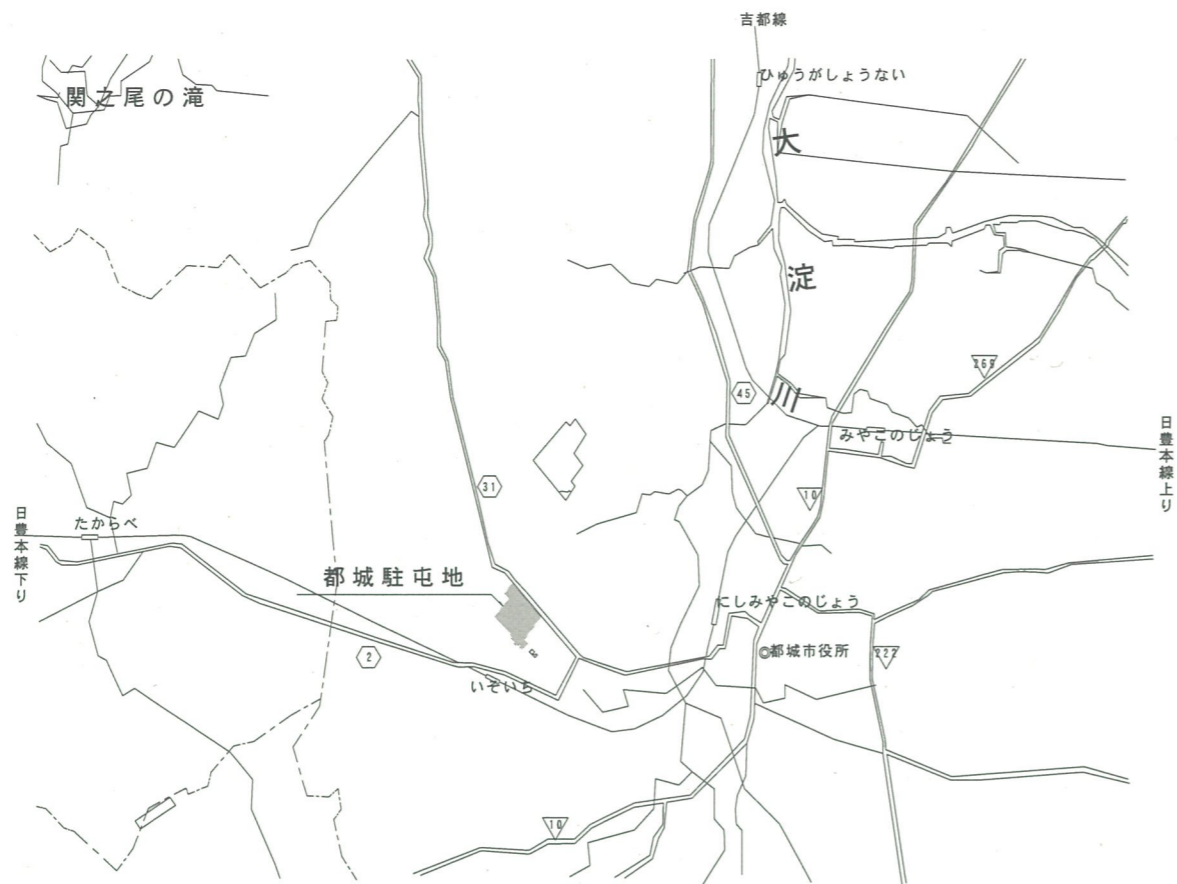 吉都線
ひゅうがしょうない
関之尾の滝
大淀川
269
45
みやこのじょう
日豊本線上り
31
10
日豊本線下り
たからべ
都城駐屯地
にしみやこのじょう
2
◎都城市役所
222
いそいち
10